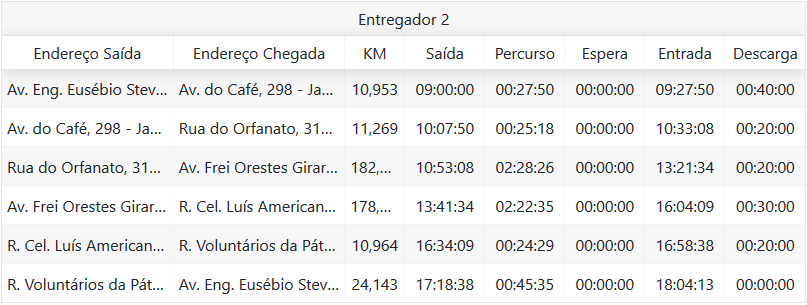 Entregador 2
Endereço Saída Endereço Chegada KM Saída Percurso Espera Entrada Descarga
Av. Eng. Eusébio Stev... Av. do Café, 298 - Ja... 10,953 09:00:00 00:27:50 00:00:00 09:27:50 00:40:00
Av. do Café, 298 - Ja... Rua do Orfanato, 31... 11,269 10:07:50 00:25:18 00:00:00 10:33:08 00:20:00
Rua do Orfanato, 31... Av. Frei Orestes Girar... 182,... 10:53:08 02:28:26 00:00:00 13:21:34 00:20:00
Av. Frei Orestes Girar... R. Cel. Luís American... 178,... 13:41:34 02:22:35 00:00:00 16:04:09 00:30:00
R. Cel. Luís American... R. Voluntários da Pát... 10,964 16:34:09 00:24:29 00:00:00 16:58:38 00:20:00
R. Voluntários da Pát... Av. Eng. Eusébio Stev... 24,143 17:18:38 00:45:35 00:00:00 18:04:13 00:00:00